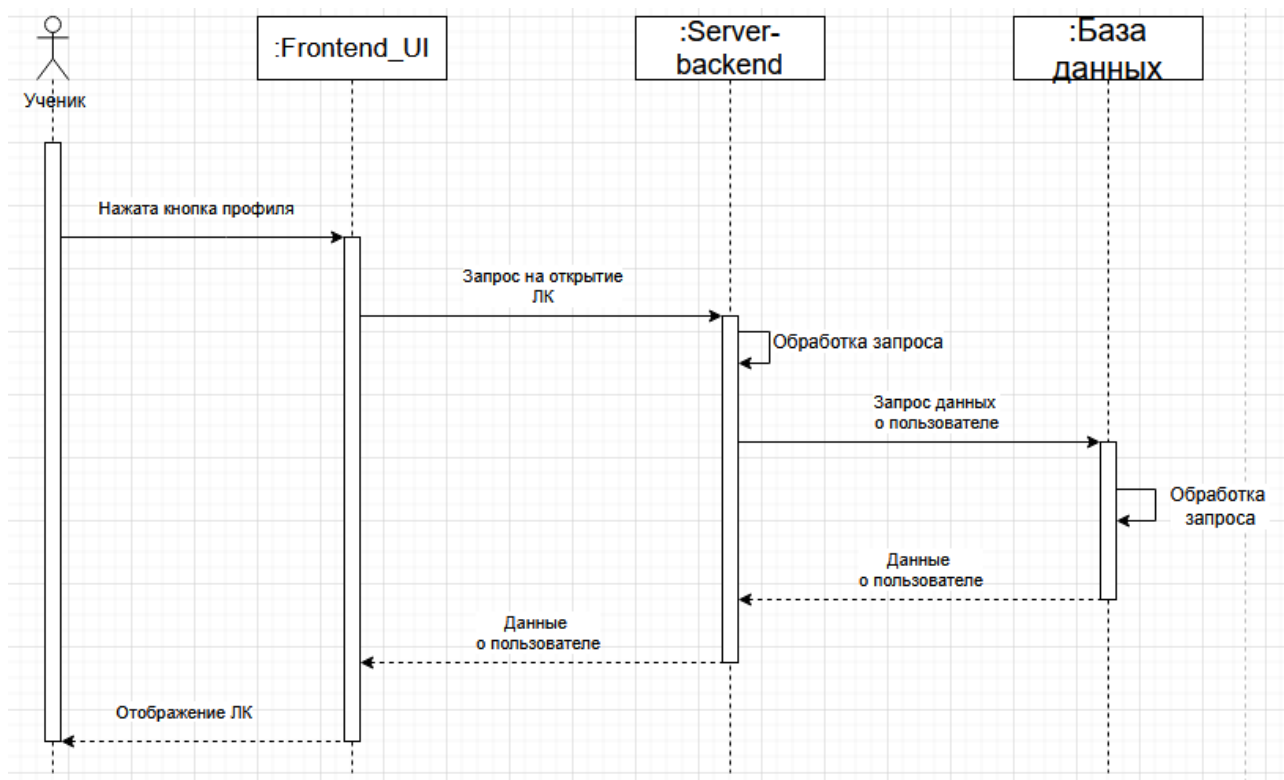 :Frontend_UI
:Server-
backend
:База
данных
Ученик
Нажата кнопка профиля
Запрос на открытие
ЛК
Обработка запроса
Запрос данных
о пользователе
Обработка
запроса
Данные
о пользователе
Данные
о пользователе
Отображение ЛК